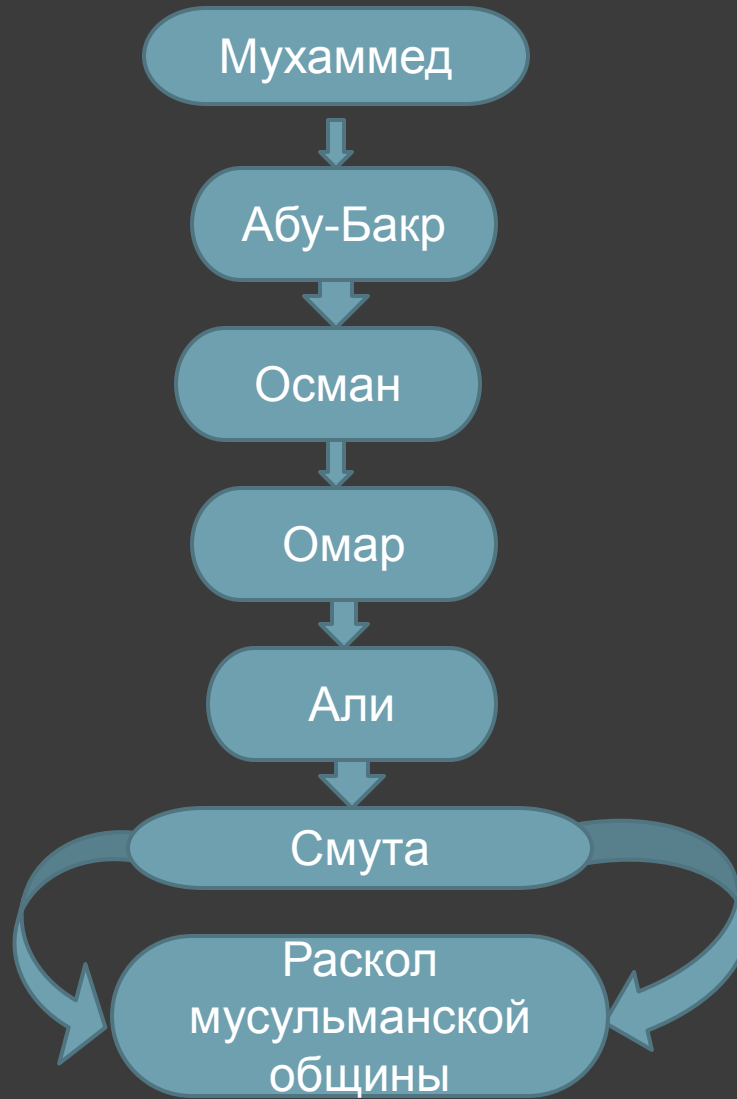 Мухаммед
Абу-Бакр
Осман
Омар
Али
Смута
Раскол
мусульманской
общины